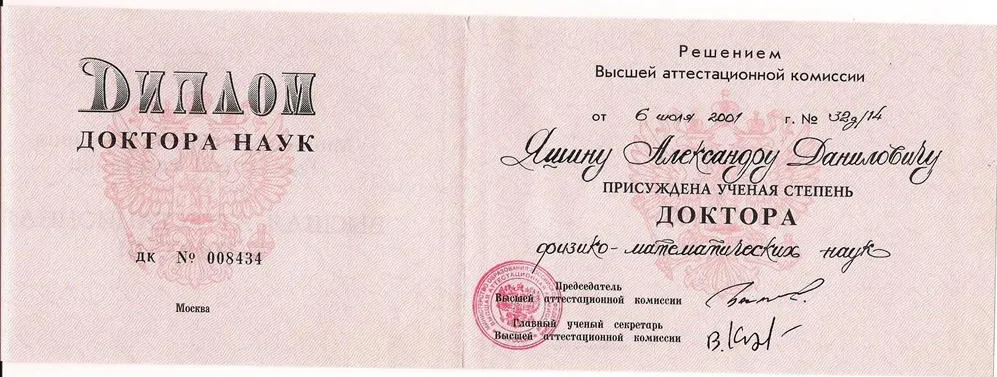 ДИПЛОМ
ДОКТОРА НАУК
ДК № 008434
Москва
Решением
Высшей аттестационной комиссии
от 6 июля 2001 г. № 32д/14
Яшину Александру Даниловичу
ПРИСУЖДЕНА УЧЕНАЯ СТЕПЕНЬ
ДОКТОРА
физико-математических наук
Председатель
Высшей аттестационной комиссии
Главный ученый секретарь
Высшей аттестационной комиссии